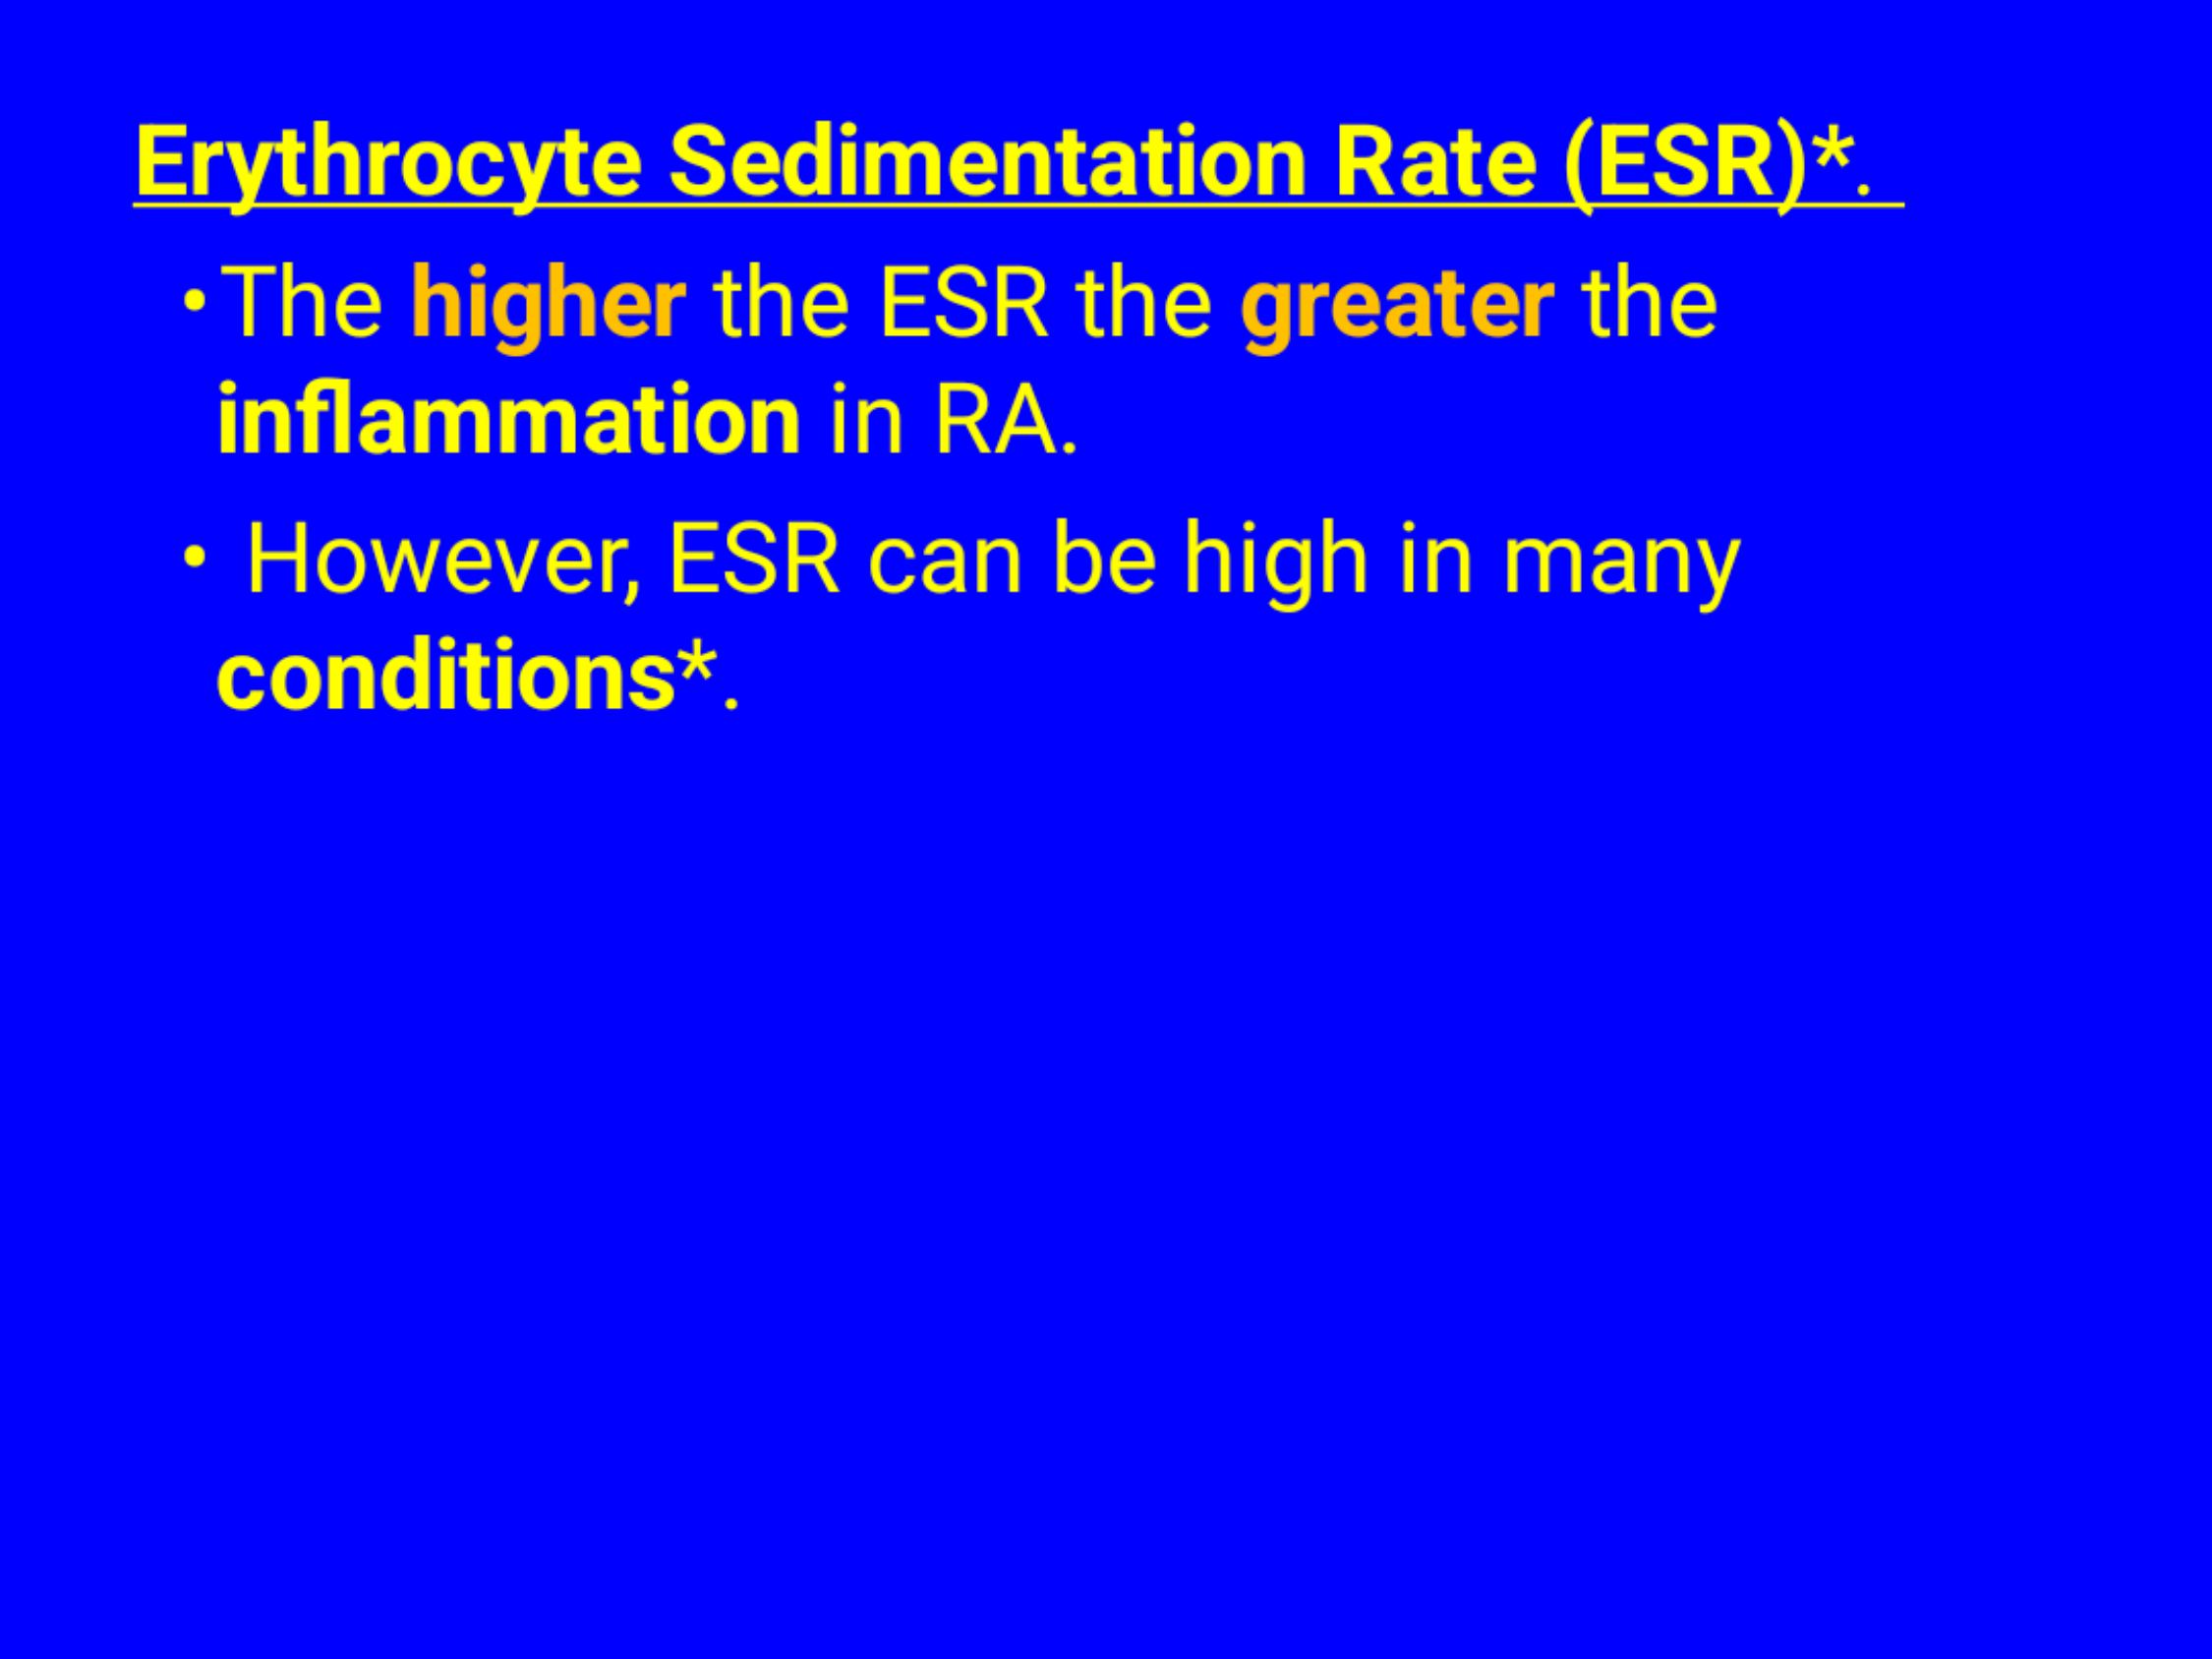 Erythrocyte Sedimentation Rate (ESR)*.
•The higher the ESR the greater the
inflammation in RA.
• However, ESR can be high in many
conditions*.